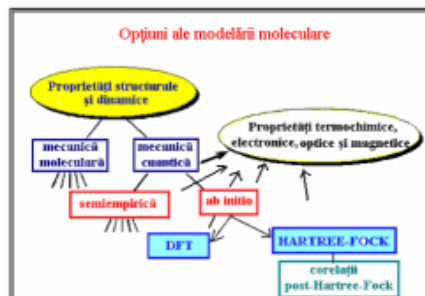 Opţiuni ale modelării moleculare
Proprietăţi structurale
şi dinamice
Proprietăţi termochimice,
electronice, optice şi magnetice
mecanică
moleculară
mecanică
cuantică
semiempirică
ab initio
DFT
HARTREE-FOCK
corelaţii
post-Hartree-Fock